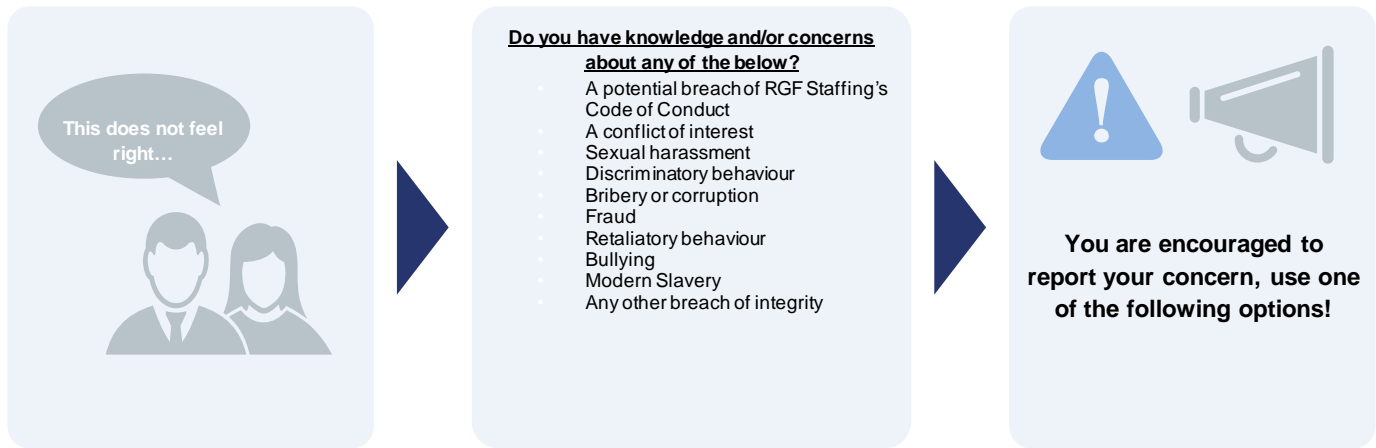 This does not feel
right...
Do you have knowledge and/or concerns
about any of the below?
• A potential breach of RGF Staffing's
Code of Conduct
• A conflict of interest
• Sexual harassment
• Discriminatory behaviour
• Bribery or corruption
• Fraud
• Retaliatory behaviour
• Bullying
• Modern Slavery
• Any other breach of integrity
!
You are encouraged to
report your concern, use one
of the following options!